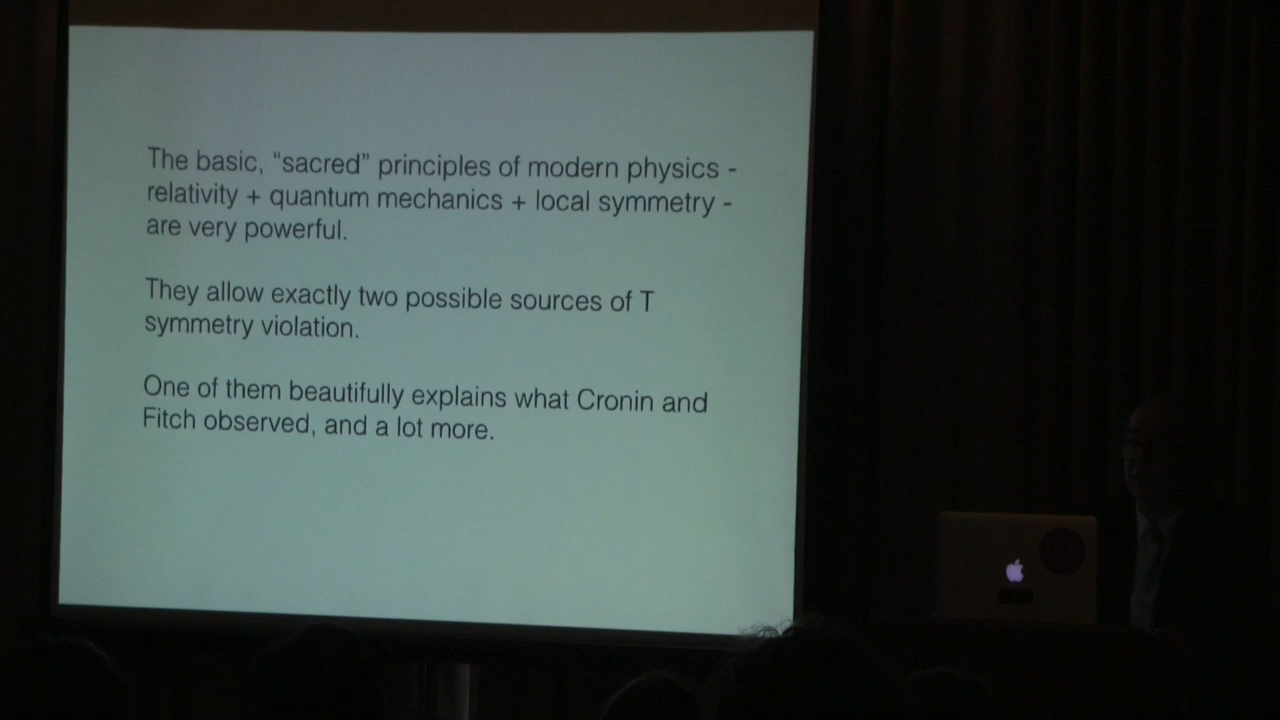 The basic, “sacred” principles of modern physics -
relativity + quantum mechanics + local symmetry -
are very powerful.
They allow exactly two possible sources of T
symmetry violation.
One of them beautifully explains what Cronin and
Fitch observed, and a lot more.